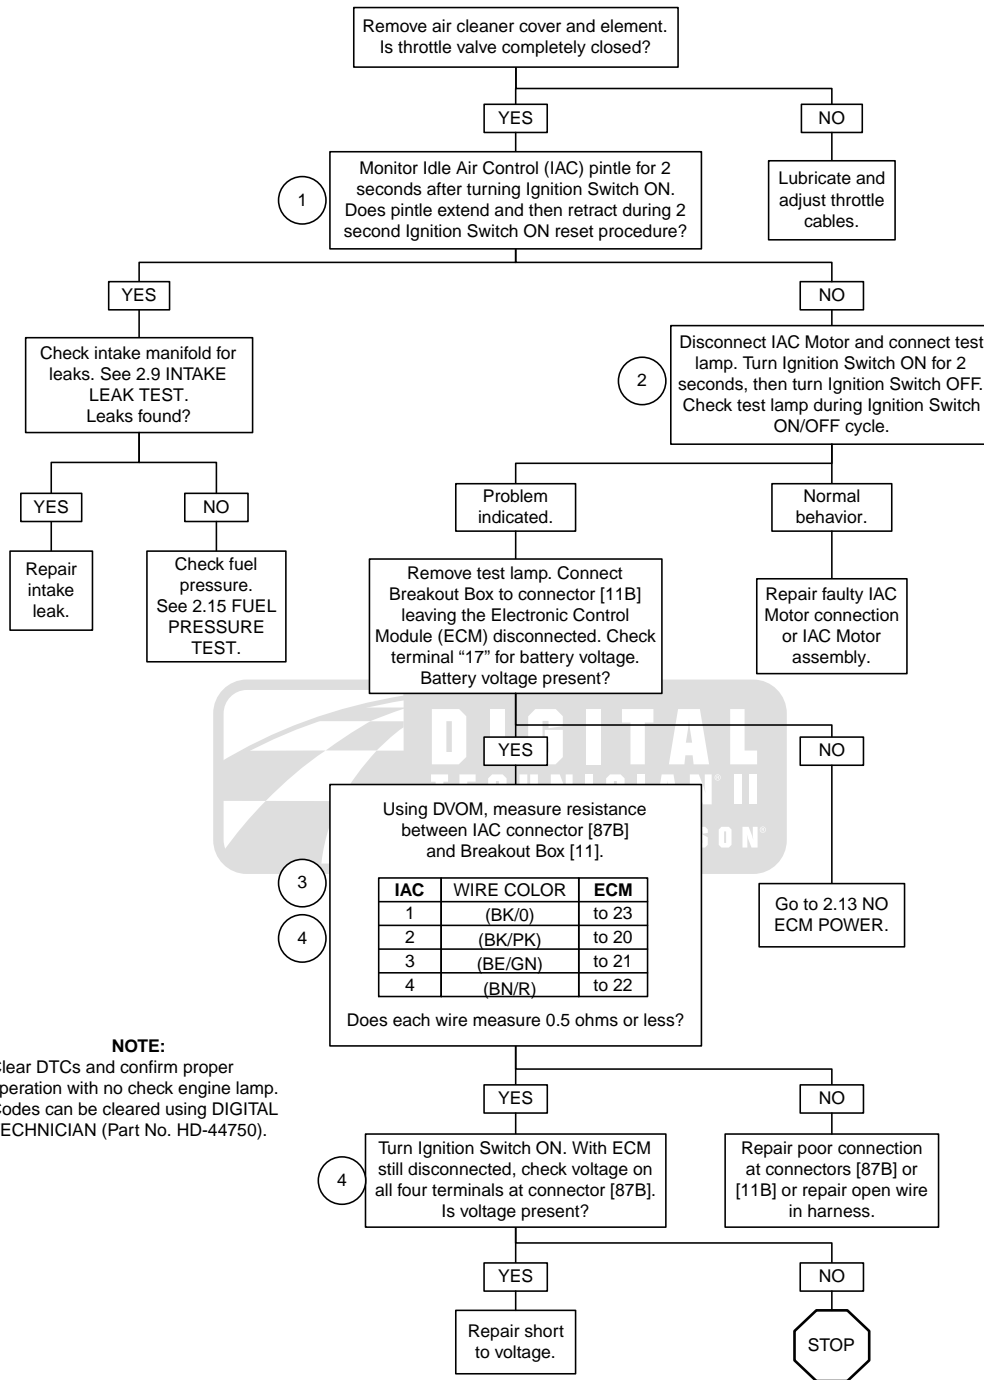 Remove air cleaner cover and element.
Is throttle valve completely closed?
YES
NO
1
Monitor Idle Air Control (IAC) pintle for 2
seconds after turning Ignition Switch ON.
Does pintle extend and then retract during 2
second Ignition Switch ON reset procedure?
Lubricate and
adjust throttle
cables.
YES
NO
Check intake manifold for
leaks. See 2.9 INTAKE
LEAK TEST.
Leaks found?
2
Disconnect IAC Motor and connect test
lamp. Turn Ignition Switch ON for 2
seconds, then turn Ignition Switch OFF.
Check test lamp during Ignition Switch
ON/OFF cycle.
YES
NO
Problem
indicated.
Normal
behavior.
Repair
intake
leak.
Check fuel
pressure.
See 2.15 FUEL
PRESSURE
TEST.
Remove test lamp. Connect
Breakout Box to connector [11B]
leaving the Electronic Control
Module (ECM) disconnected. Check
terminal “17” for battery voltage.
Battery voltage present?
Repair faulty IAC
Motor connection
or IAC Motor
assembly.
DIGITAL
TECHNICIAN II
SON
YES
NO
3
4
Using DVOM, measure resistance
between IAC connector [87B]
and Breakout Box [11].
IAC WIRE COLOR ECM
1 (BK/0) to 23
2 (BK/PK) to 20
3 (BE/GN) to 21
4 (BN/R) to 22
Does each wire measure 0.5 ohms or less?
Go to 2.13 NO
ECM POWER.
NOTE:
lear DTCs and confirm proper
peration with no check engine lamp.
odes can be cleared using DIGITAL
ECHNICIAN (Part No. HD-44750).
YES
NO
4
Turn Ignition Switch ON. With ECM
still disconnected, check voltage on
all four terminals at connector [87B].
Is voltage present?
Repair poor connection
at connectors [87B] or
[11B] or repair open wire
in harness.
YES
NO
Repair short
to voltage.
STOP